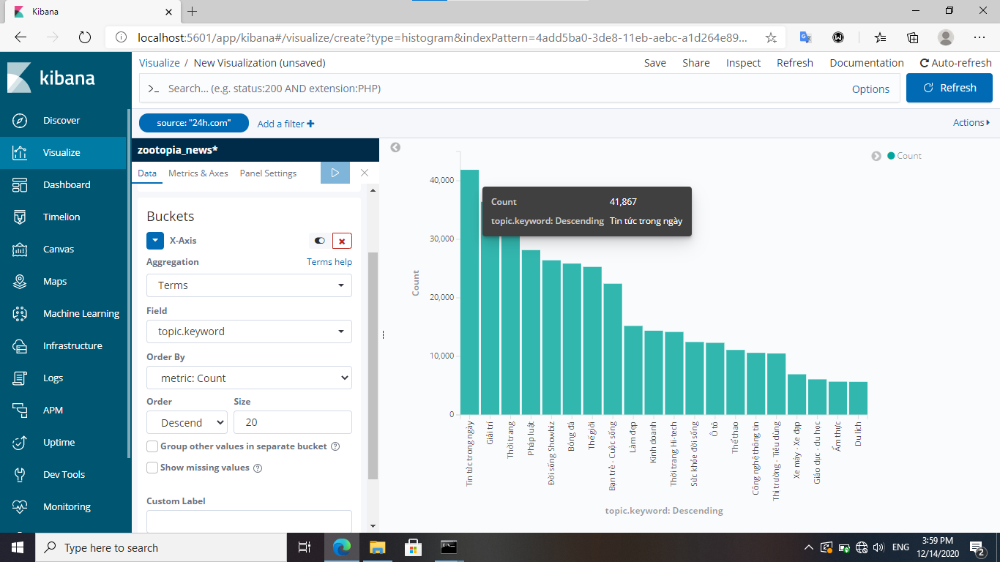 Kibana
localhost:5601/app/kibana#/visualize/create?type=histogram&indexPattern=4add5ba0-3de8-11eb-aebc-a1d264e89...
kibana
Discover
Visualize
Dashboard
Timelion
Canvas
Maps
Machine Learning
Infrastructure
Logs
APM
Uptime
Dev Tools
Monitoring
Visualize / New Visualization (unsaved)
Save Share Inspect Refresh Documentation Auto-refresh
>_ Search... (e.g. status:200 AND extension:PHP) Options Refresh
source: "24h.com" Add a filter Actions
zootopia_news*
Data Metrics & Axes Panel Settings
Buckets
X-Axis
Aggregation Terms help
Terms
Field
topic.keyword
Order By
metric: Count
Order Size
Descend 20
Group other values in separate bucket
Show missing values
Custom Label
Count
Count 41,867
topic.keyword: Descending Tin tức trong ngày
40,000
30,000
20,000
10,000
0
Count
Tin tức trong ngày
Giải trí
Thời trang
Pháp luật
Đời sống Showbiz
Bóng đá
Thế giới
Bạn trẻ - Cuộc sống
Làm đẹp
Kinh doanh
Thời trang Hi-tech
Sức khỏe đời sống
Ô tô
Thể thao
Công nghệ thông tin
Thị trường - Tiêu dùng
Xe máy - Xe đạp
Giáo dục - du học
Ẩm thực
Du lịch
topic.keyword: Descending
Type here to search
ENG
3:59 PM
12/14/2020
2